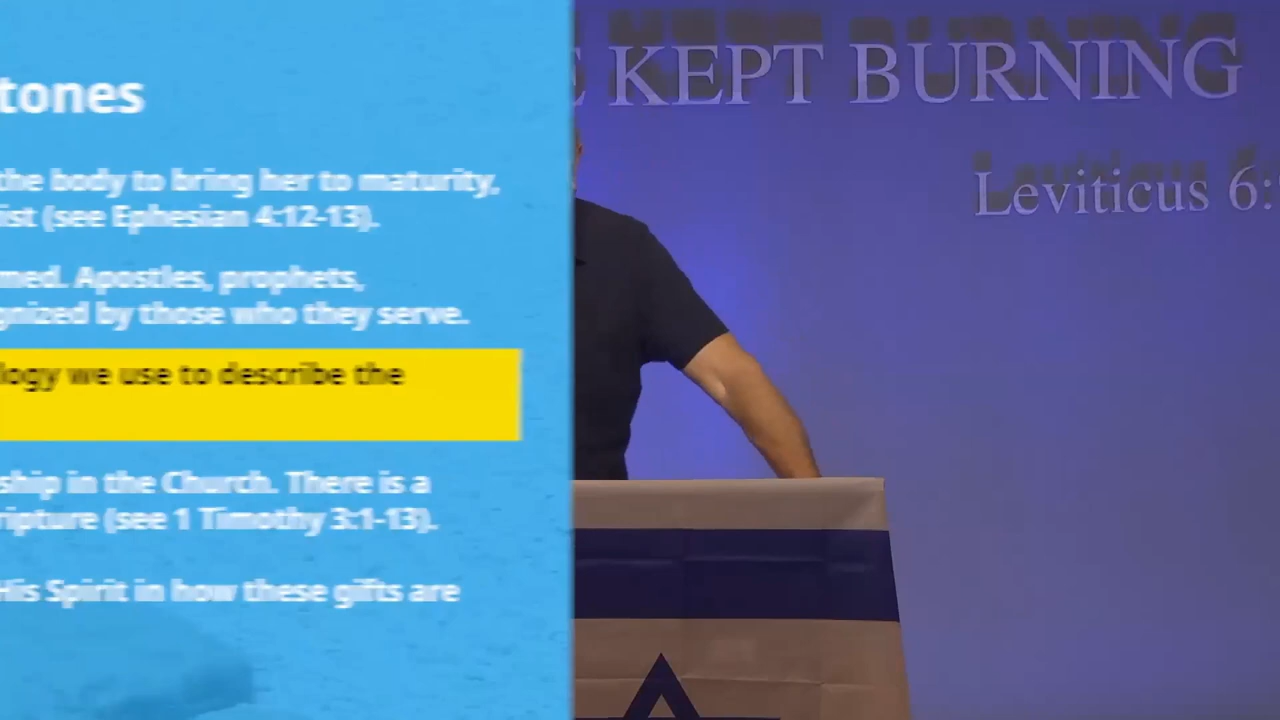 tones
the body to bring her to maturity,
ist (see Ephesian 4:12-13).
med. Apostles, prophets,
gnized by those who they serve.
logy we use to describe the
ship in the Church. There is a
ripture (see 1 Timothy 3:1-13).
His Spirit in how these gifts are
E KEPT BURNING
Leviticus 6: